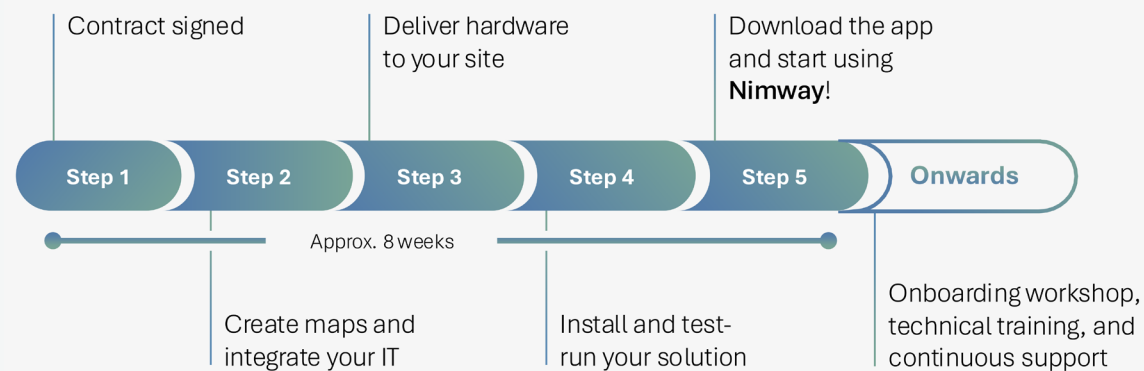 Contract signed
Deliver hardware
to your site
Download the app
and start using
Nimway!
Step 1
Step 2
Step 3
Step 4
Step 5
Onwards
Approx. 8 weeks
Create maps and
integrate your IT
Install and test-
run your solution
Onboarding workshop,
technical training, and
continuous support